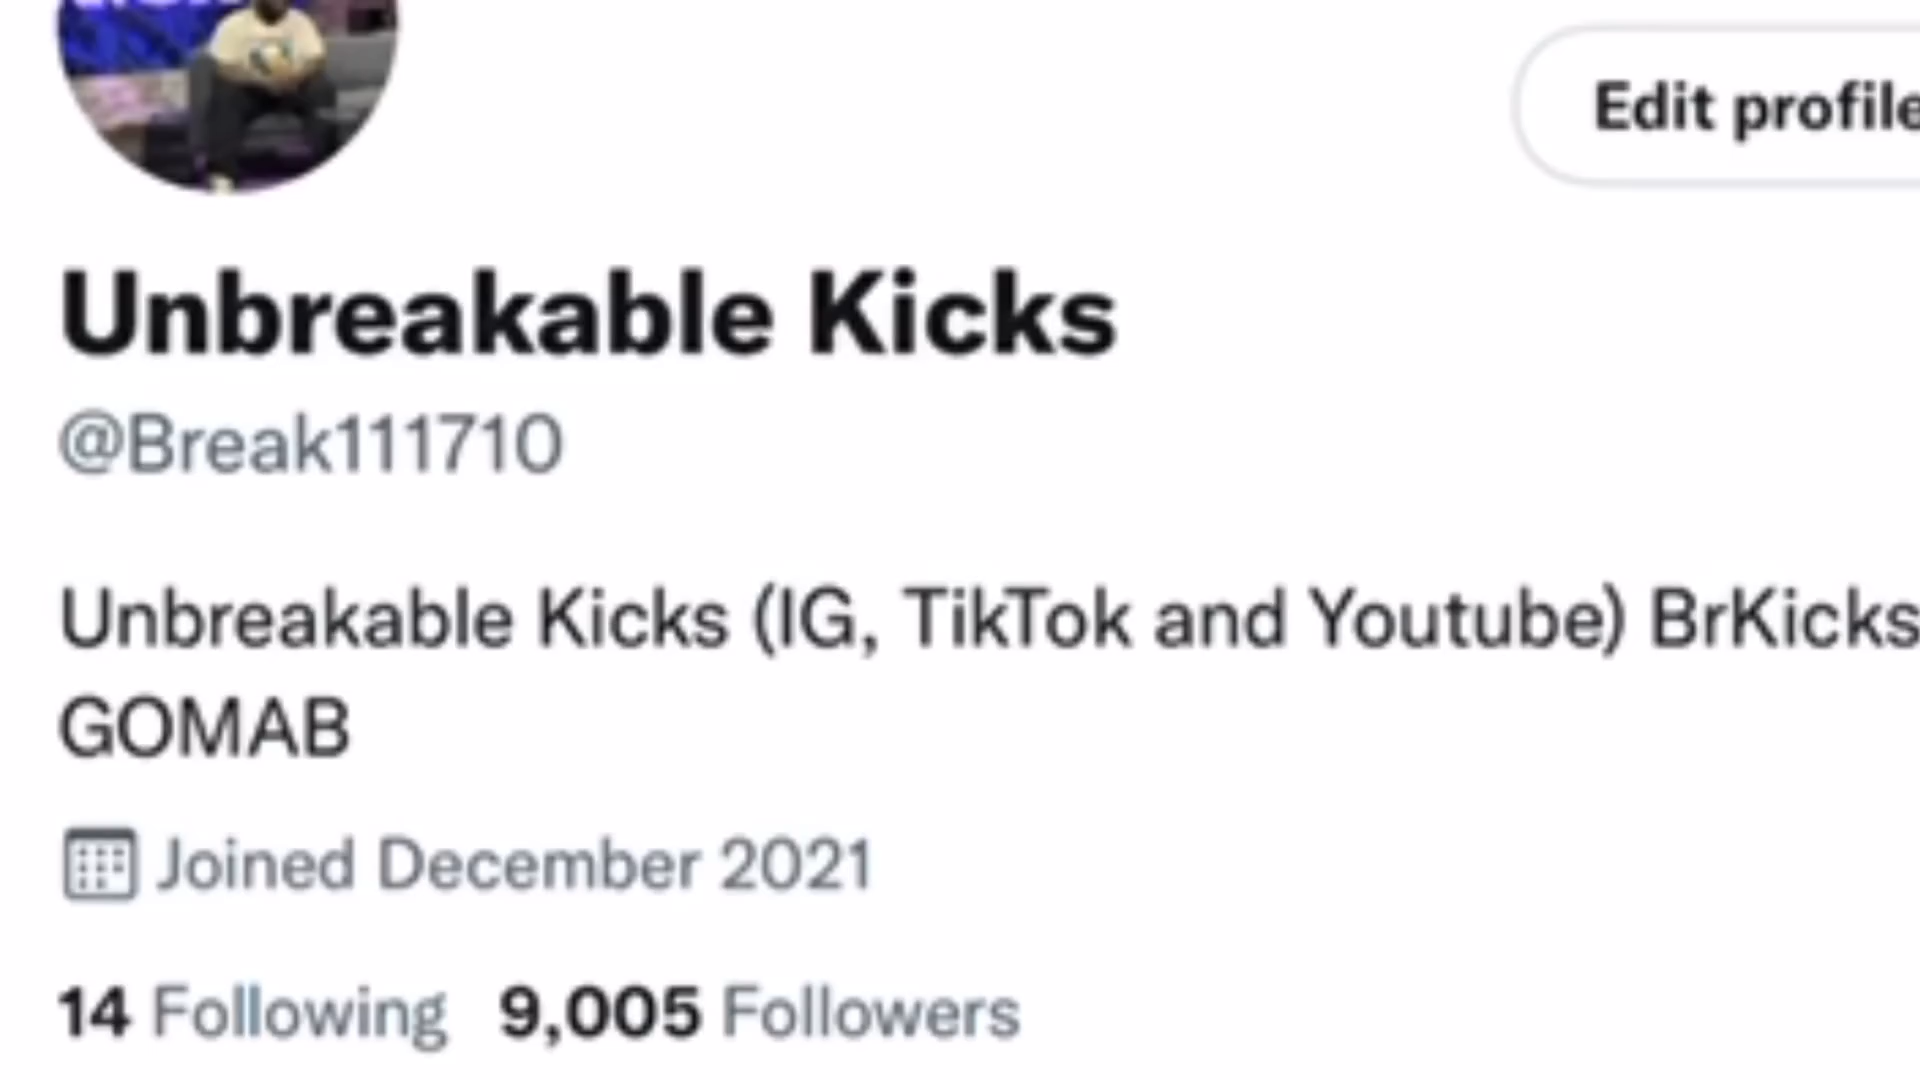 Edit profile
Unbreakable Kicks
@Break111710
Unbreakable Kicks (IG, TikTok and Youtube) BrKicks
GOMAB
Joined December 2021
14 Following 9,005 Followers